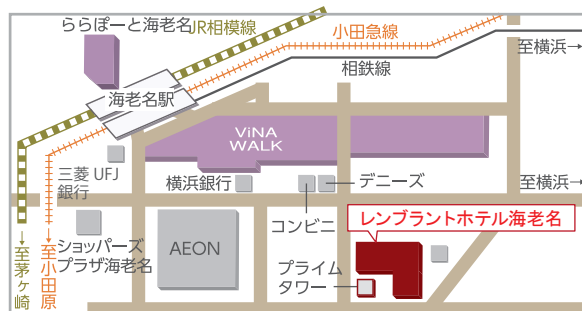 ららぽーと海老名
JR相模線
小田急線
至横浜→
相鉄線
海老名駅
ViNA
WALK
三菱UFJ
銀行
横浜銀行
デニーズ
至横浜→
コンビニ
レンブラントホテル海老名
ショッパーズ
プラザ海老名
AEON
プライム
タワー
←至茅ヶ崎
←至小田原